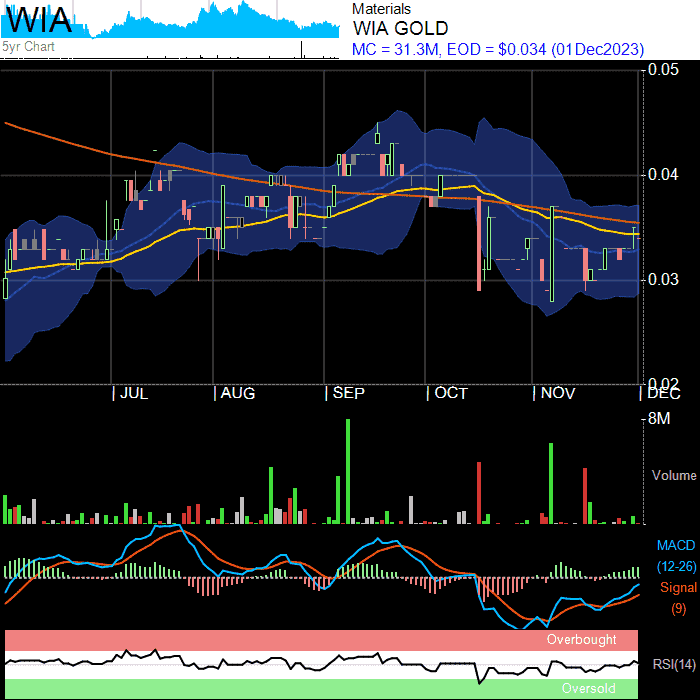 WIA
5yr Chart
Materials
WIA GOLD
MC = 31.3M, EOD = $0.034 (01Dec2023)
0.05
0.04
0.03
0.02
JUL AUG SEP OCT NOV DEC
8M
Volume
MACD
(12-26)
Signal
(9)
Overbought
RSI(14)
Oversold